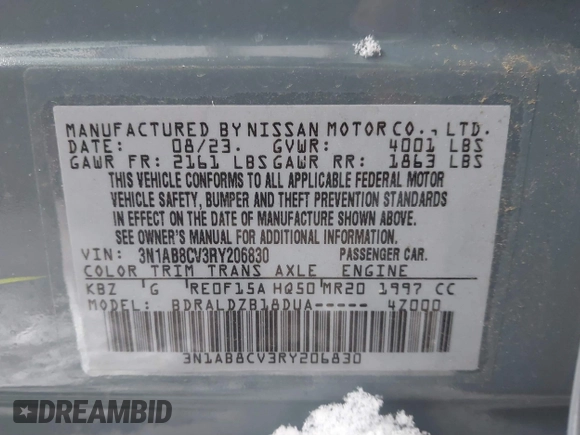 MANUFACTURED BY NISSAN MOTOR CO., LTD.
DATE: 08/23. GVWR: 4001 LBS
GAWR FR: 2161 LBS GAWR RR: 1863 LBS
THIS VEHICLE CONFORMS TO ALL APPLICABLE FEDERAL MOTOR
VEHICLE SAFETY, BUMPER AND THEFT PREVENTION STANDARDS
IN EFFECT ON THE DATE OF MANUFACTURE SHOWN ABOVE.
SEE OWNER'S MANUAL FOR ADDITIONAL INFORMATION.
VIN: 3N1AB8CV3RY206830 PASSENGER CAR.
COLOR TRIM TRANS AXLE ENGINE
KBZ G RE0F15A HQ50 MR20 1997 CC
MODEL: BDRALDZB18DUA----- 47000
3N1AB8CV3RY206830
DREAMBID